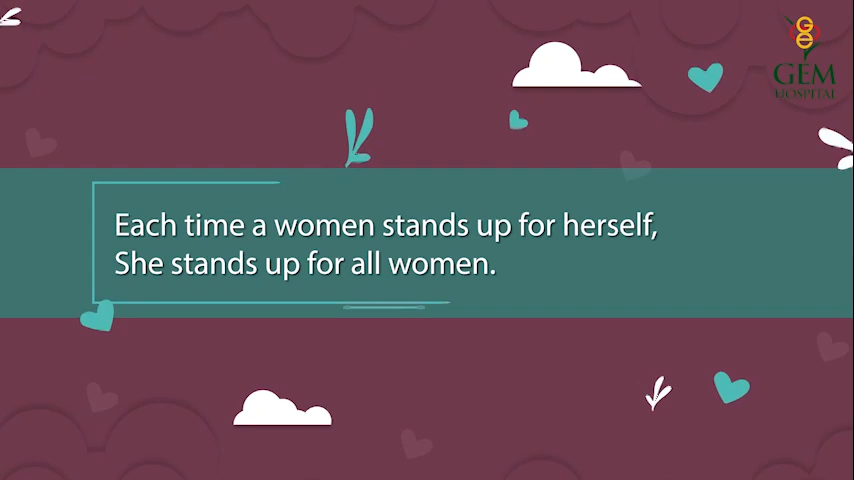 GEM
HOSPITAL
Each time a women stands up for herself,
She stands up for all women.